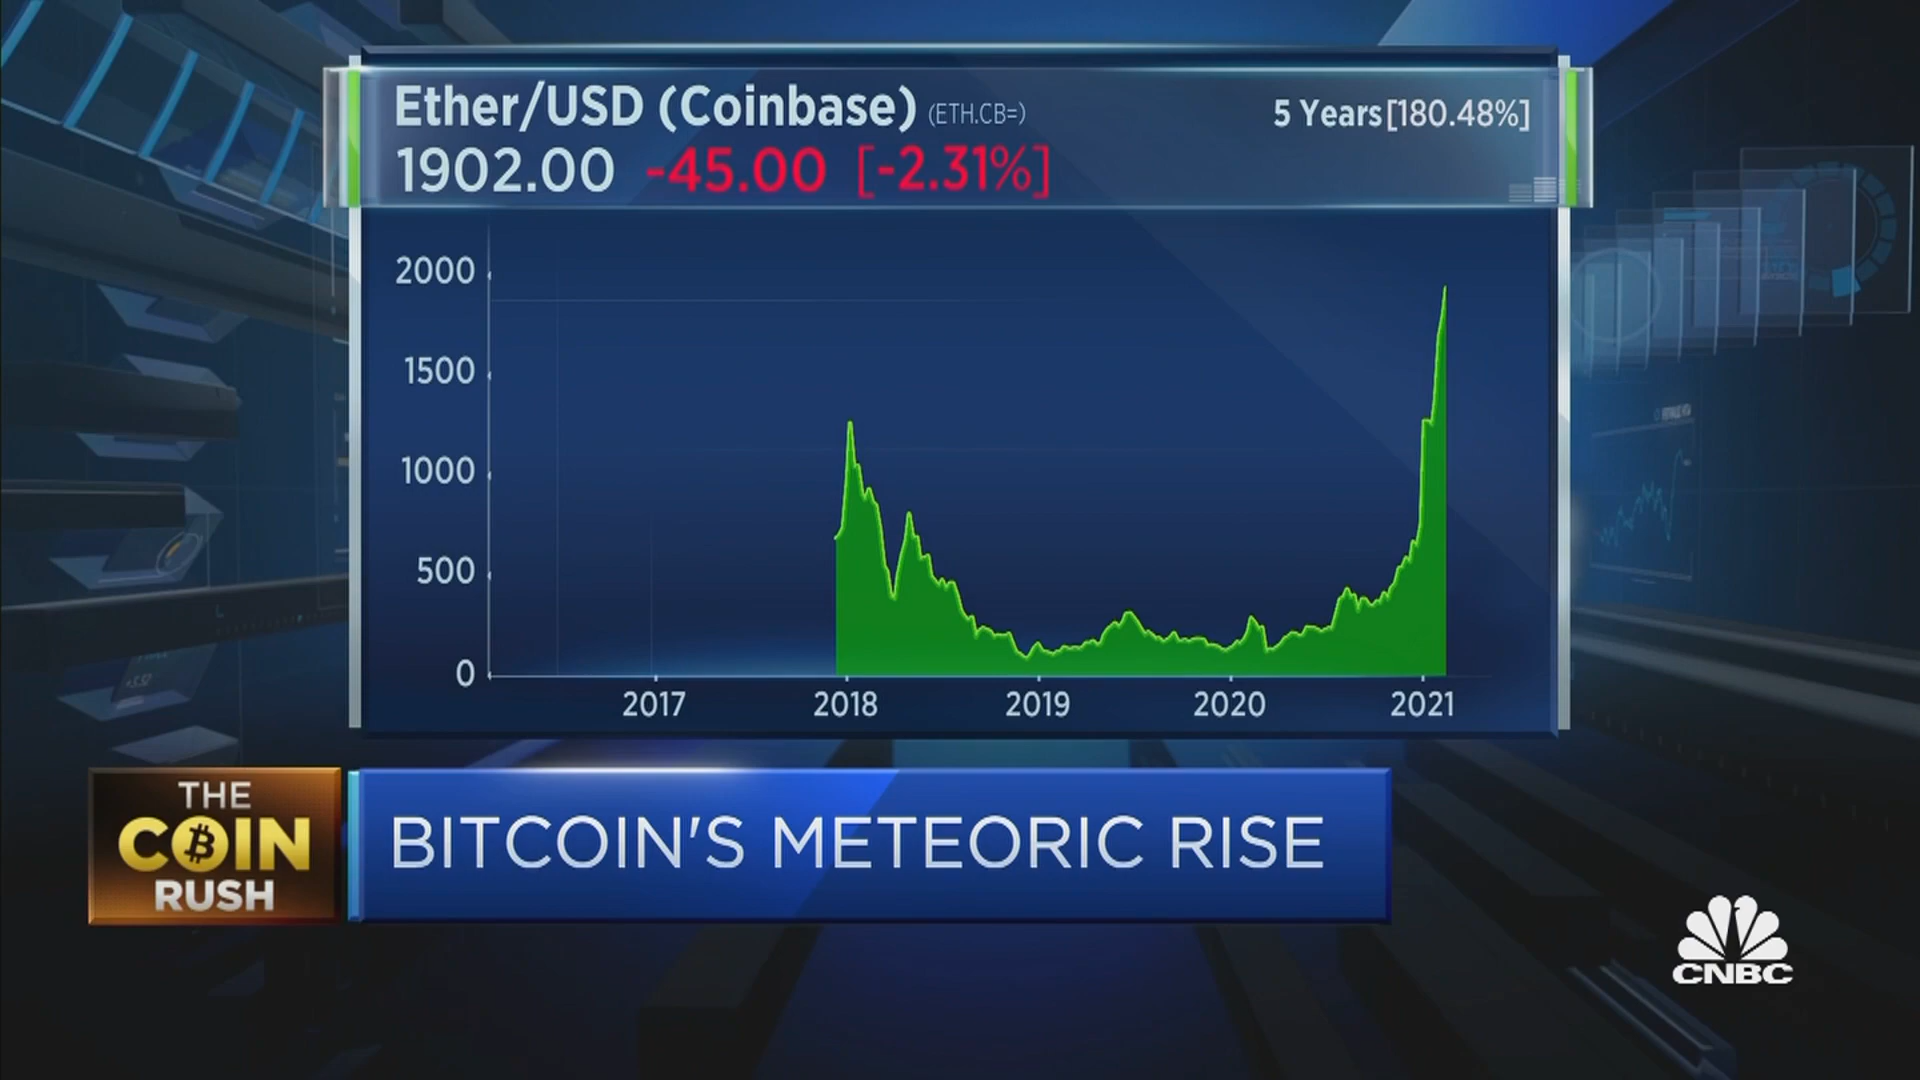 Ether/USD (Coinbase) (ETH.CB=)
5 Years[180.48%]
1902.00 -45.00 [-2.31%]
2000
1500
1000
500
0
2017 2018 2019 2020 2021
THE
COIN
RUSH
BITCOIN'S METEORIC RISE
CNBC